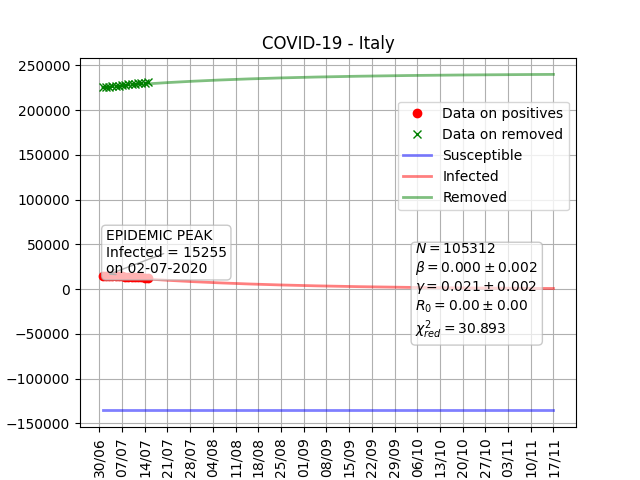 COVID-19 - Italy
250000
200000
150000
100000
50000
0
−50000
−100000
−150000
Data on positives
Data on removed
Susceptible
Infected
Removed
EPIDEMIC PEAK
Infected = 15255
on 02-07-2020
N = 105312
β = 0.000 ± 0.002
γ = 0.021 ± 0.002
R₀ = 0.00 ± 0.00
χ²red = 30.893
30/06
07/07
14/07
21/07
28/07
04/08
11/08
18/08
25/08
01/09
08/09
15/09
22/09
29/09
06/10
13/10
20/10
27/10
03/11
10/11
17/11